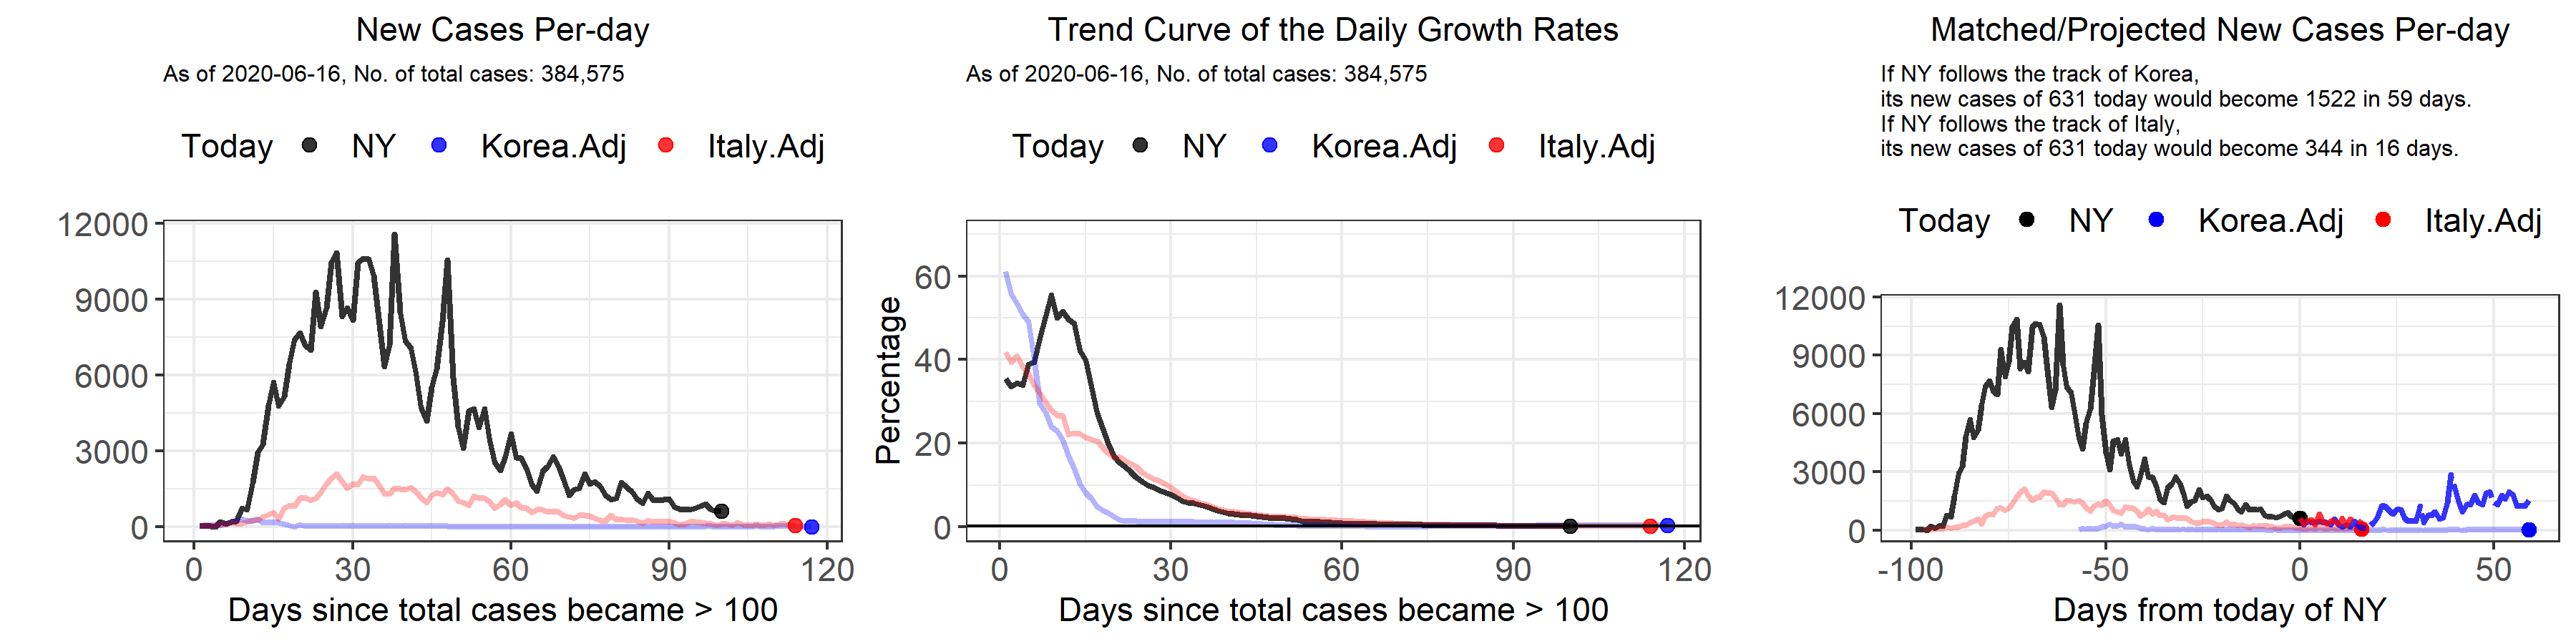 New Cases Per-day
As of 2020-06-16, No. of total cases: 384,575
Today NY Korea.Adj Italy.Adj
12000
9000
6000
3000
0
0 30 60 90 120
Days since total cases became > 100
Trend Curve of the Daily Growth Rates
As of 2020-06-16, No. of total cases: 384,575
Today NY Korea.Adj Italy.Adj
Percentage
60
40
20
0
0 30 60 90 120
Days since total cases became > 100
Matched/Projected New Cases Per-day
If NY follows the track of Korea,
its new cases of 631 today would become 1522 in 59 days.
If NY follows the track of Italy,
its new cases of 631 today would become 344 in 16 days.
Today NY Korea.Adj Italy.Adj
12000
9000
6000
3000
0
-100 -50 0 50
Days from today of NY